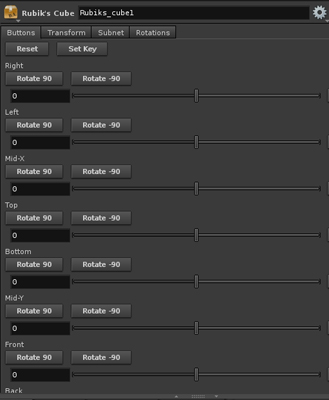 Rubik's Cube Rubiks_cube1
Buttons Transform Subnet Rotations
Reset Set Key
Right
Rotate 90 Rotate -90
0
Left
Rotate 90 Rotate -90
0
Mid-X
Rotate 90 Rotate -90
0
Top
Rotate 90 Rotate -90
0
Bottom
Rotate 90 Rotate -90
0
Mid-Y
Rotate 90 Rotate -90
0
Front
Rotate 90 Rotate -90
0
Back